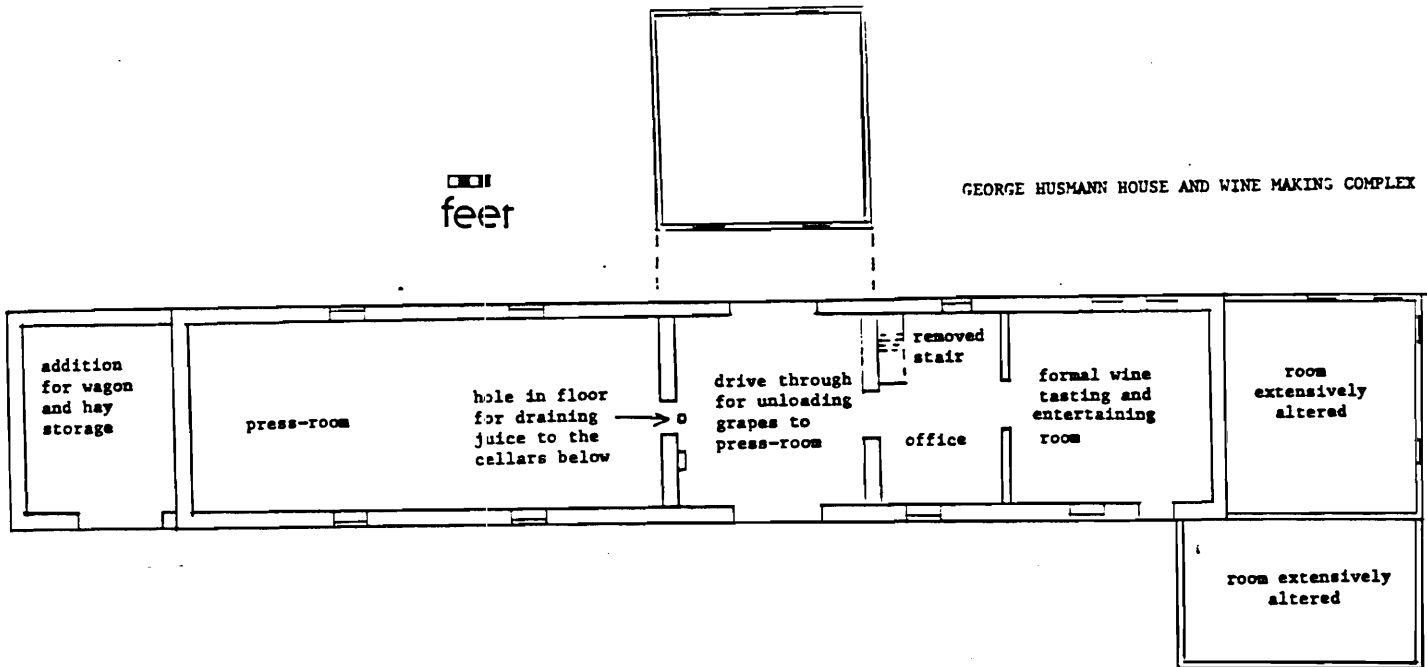 GEORGE HUSMANN HOUSE AND WINE MAKING COMPLEX
feet
addition
for wagon
and hay
storage
press-room
hole in floor
for draining
juice to the
cellars below
drive through
for unloading
grapes to
press-room
removed
stair
office
formal wine
tasting and
entertaining
room
room
extensively
altered
room extensively
altered